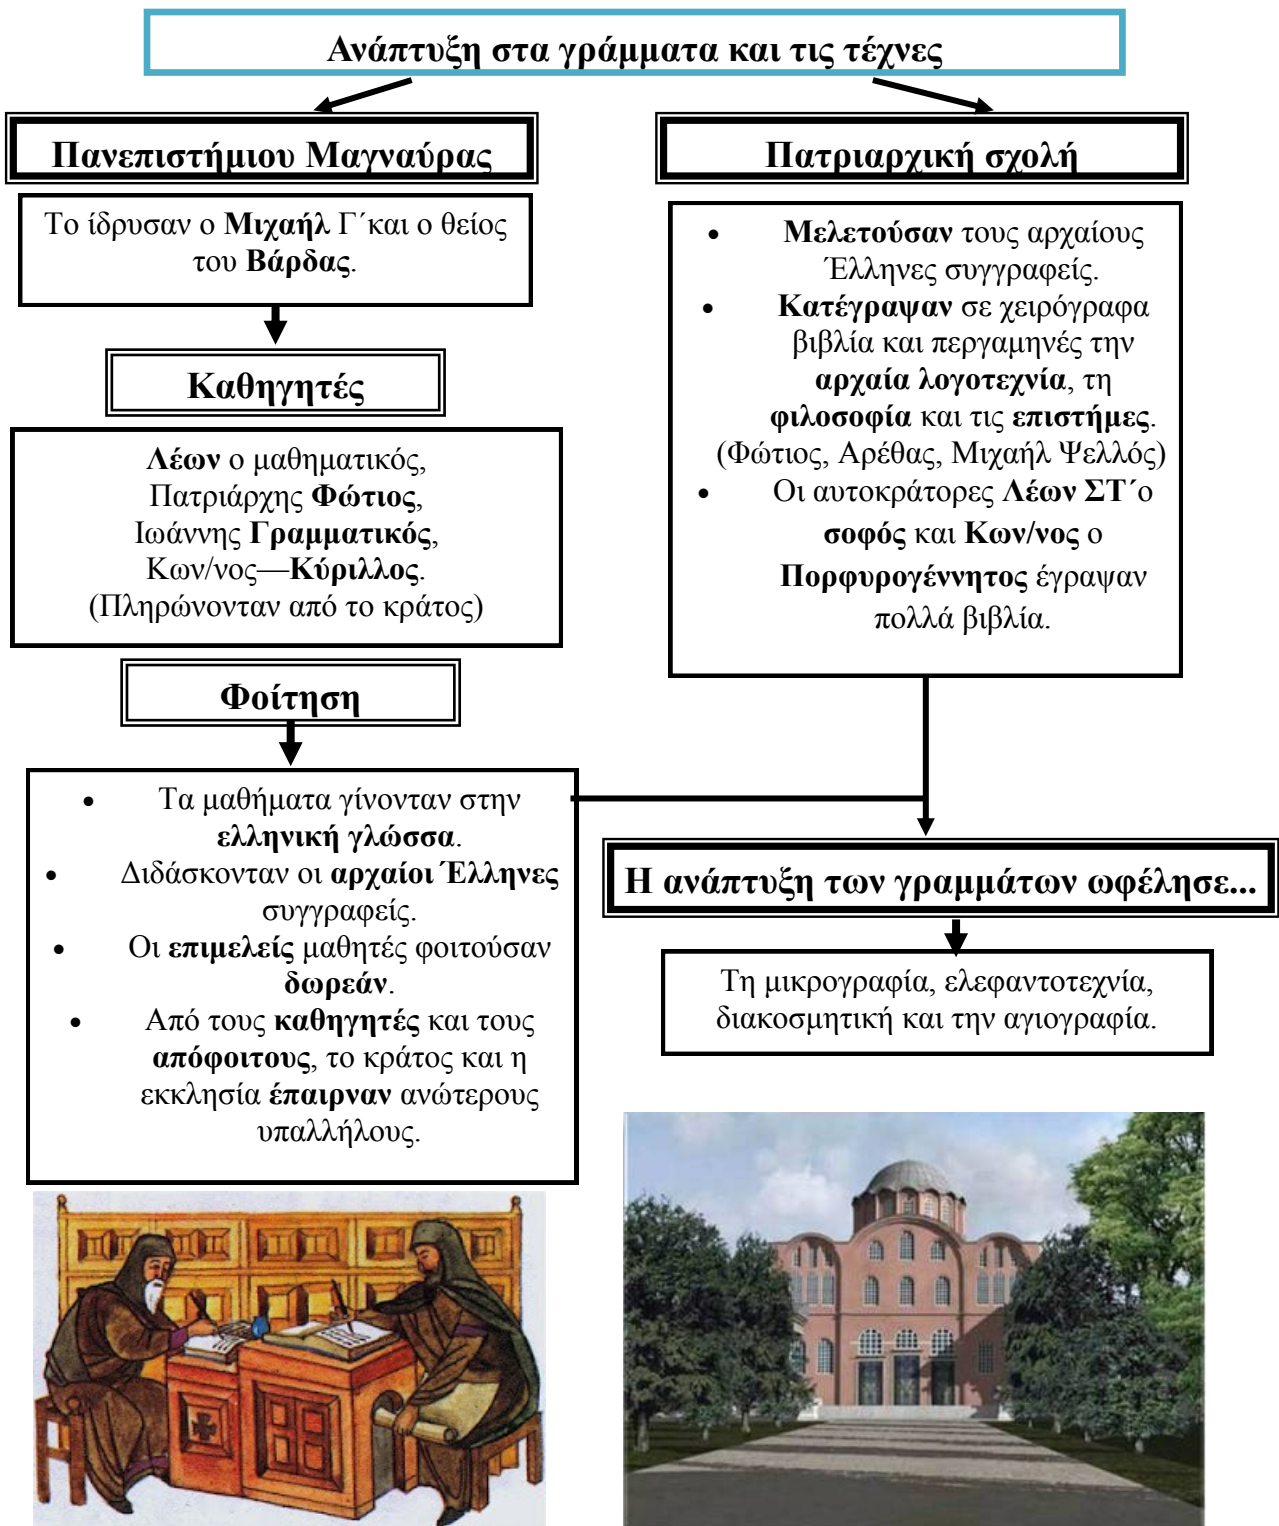 Ανάπτυξη στα γράμματα και τις τέχνες
Πανεπιστήμιου Μαγναύρας
Το ίδρυσαν ο Μιχαήλ Γ΄και ο θείος
του Βάρδας.
Καθηγητές
Λέων ο μαθηματικός,
Πατριάρχης Φώτιος,
Ιωάννης Γραμματικός,
Κων/νος—Κύριλλος.
(Πληρώνονταν από το κράτος)
Φοίτηση
• Τα μαθήματα γίνονταν στην
ελληνική γλώσσα.
• Διδάσκονταν οι αρχαίοι Έλληνες
συγγραφείς.
• Οι επιμελείς μαθητές φοιτούσαν
δωρεάν.
• Από τους καθηγητές και τους
απόφοιτους, το κράτος και η
εκκλησία έπαιρναν ανώτερους
υπαλλήλους.
Πατριαρχική σχολή
• Μελετούσαν τους αρχαίους
Έλληνες συγγραφείς.
• Κατέγραψαν σε χειρόγραφα
βιβλία και περγαμηνές την
αρχαία λογοτεχνία, τη
φιλοσοφία και τις επιστήμες.
(Φώτιος, Αρέθας, Μιχαήλ Ψελλός)
• Οι αυτοκράτορες Λέων ΣΤ΄ο
σοφός και Κων/νος ο
Πορφυρογέννητος έγραψαν
πολλά βιβλία.
Η ανάπτυξη των γραμμάτων ωφέλησε...
Τη μικρογραφία, ελεφαντοτεχνία,
διακοσμητική και την αγιογραφία.